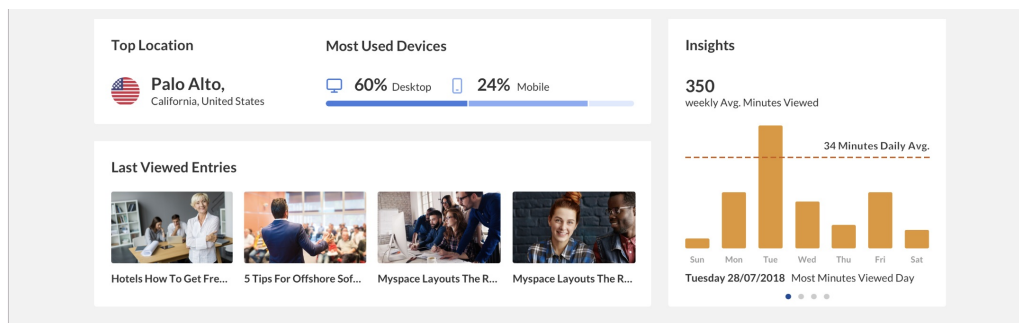 Top Location
Palo Alto,
California, United States
Most Used Devices
60% Desktop
24% Mobile
Last Viewed Entries
Hotels How To Get Fre...
5 Tips For Offshore Sof...
Myspace Layouts The R...
Myspace Layouts The R...
Insights
350
weekly Avg. Minutes Viewed
34 Minutes Daily Avg.
Sun Mon Tue Wed Thu Fri Sat
Tuesday 28/07/2018 Most Minutes Viewed Day